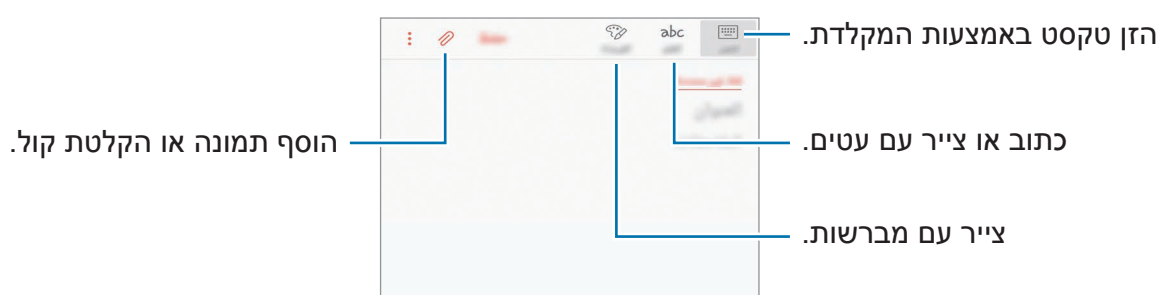 הזן טקסט באמצעות המקלדת.
abc
הוסף תמונה או הקלטת קול.
כתוב או צייר עם עטים.
צייר עם מברשות.